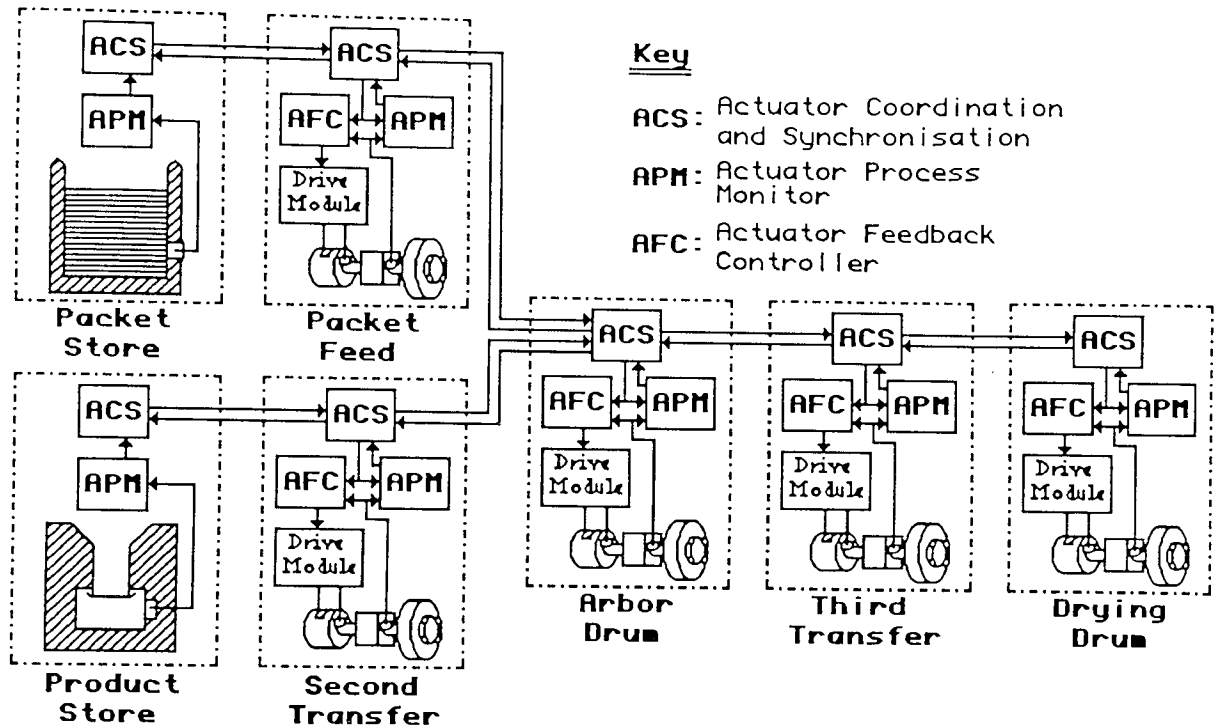 ACS
APM
Packet
Store
ACS
AFC
APM
Drive
Module
Packet
Feed
Key
ACS: Actuator Coordination
and Synchronisation
APM: Actuator Process
Monitor
AFC: Actuator Feedback
Controller
ACS
APM
Product
Store
ACS
AFC
APM
Drive
Module
Second
Transfer
ACS
AFC
APM
Drive
Module
Arbor
Drum
ACS
AFC
APM
Drive
Module
Third
Transfer
ACS
AFC
APM
Drive
Module
Drying
Drum